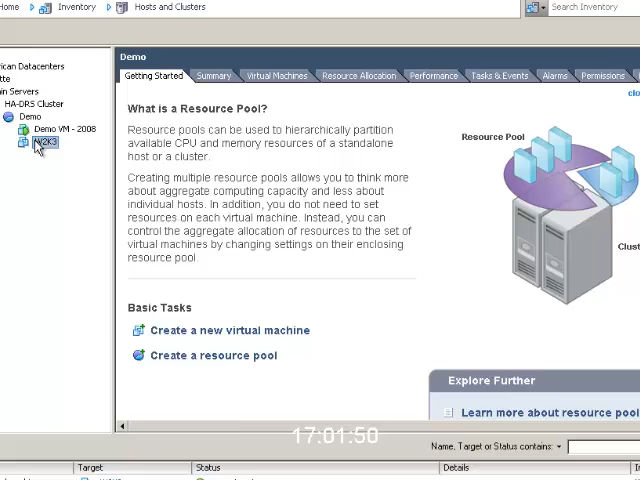 Home Inventory Hosts and Clusters Search Inventory
Demo
rican Datacenters
tte
in Servers
HA-DRS Cluster
Demo
Demo VM - 2008
W2K3
Getting Started Summary Virtual Machines Resource Allocation Performance Tasks & Events Alarms Permissions
clo
What is a Resource Pool?
Resource pools can be used to hierarchically partition
available CPU and memory resources of a standalone
host or a cluster.
Creating multiple resource pools allows you to think more
about aggregate computing capacity and less about
individual hosts. In addition, you do not need to set
resources on each virtual machine. Instead, you can
control the aggregate allocation of resources to the set of
virtual machines by changing settings on their enclosing
resource pool.
Resource Pool
Clust
Basic Tasks
Create a new virtual machine
Create a resource pool
Explore Further
Learn more about resource pool
17:01:50
Name, Target or Status contains:
Target Status Details